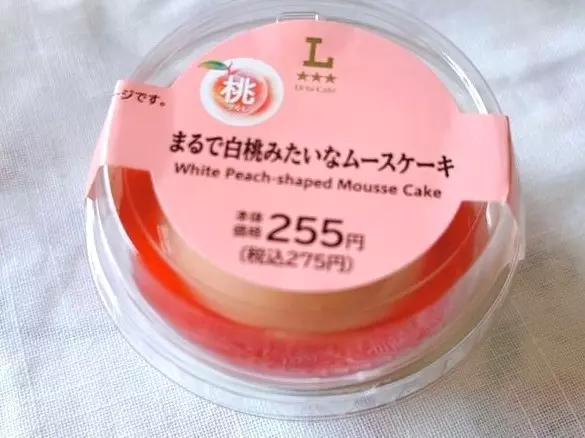 L
Uchi Café
桃
ージです。
まるで白桃みたいなムースケーキ
White Peach-shaped Mousse Cake
本体
価格 255円
(税込275円)